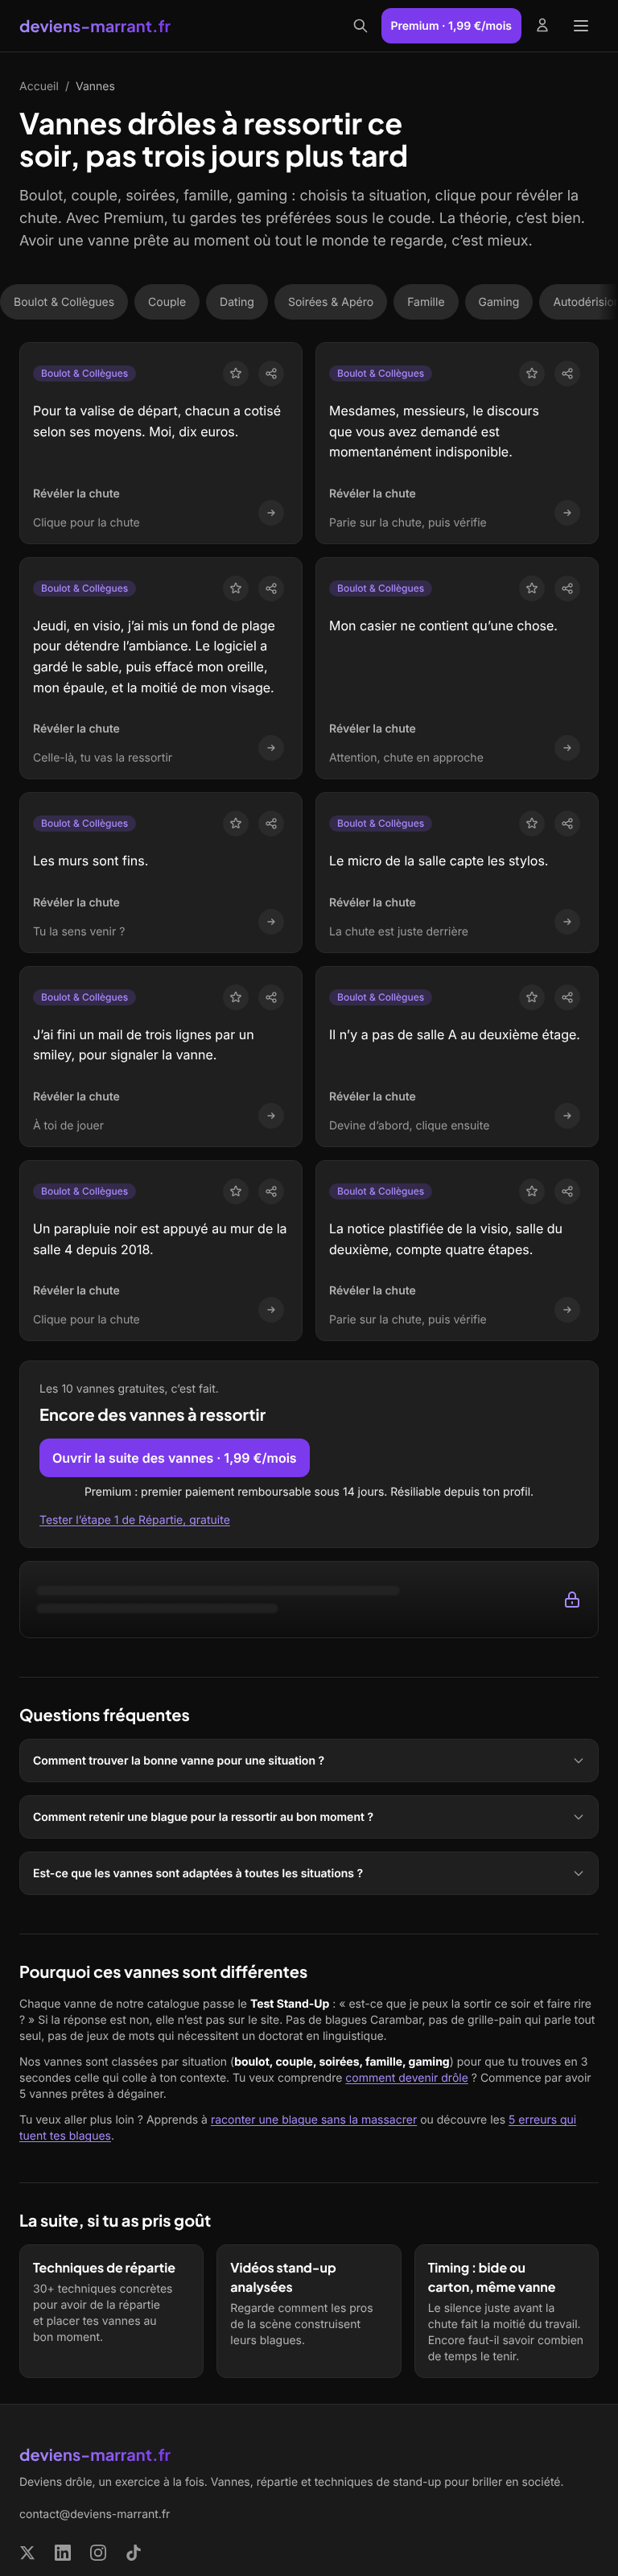 deviens-marrant.fr
Premium · 1,99 €/mois
Accueil / Vannes
Vannes drôles à ressortir ce
soir, pas trois jours plus tard
Boulot, couple, soirées, famille, gaming : choisis ta situation, clique pour révéler la
chute. Avec Premium, tu gardes tes préférées sous le coude. La théorie, c’est bien.
Avoir une vanne prête au moment où tout le monde te regarde, c’est mieux.
Boulot & Collègues
Couple
Dating
Soirées & Apéro
Famille
Gaming
Autodérision
Boulot & Collègues
Pour ta valise de départ, chacun a cotisé
selon ses moyens. Moi, dix euros.
Révéler la chute
Clique pour la chute
Boulot & Collègues
Mesdames, messieurs, le discours
que vous avez demandé est
momentanément indisponible.
Révéler la chute
Parie sur la chute, puis vérifie
Boulot & Collègues
Jeudi, en visio, j’ai mis un fond de plage
pour détendre l’ambiance. Le logiciel a
gardé le sable, puis effacé mon oreille,
mon épaule, et la moitié de mon visage.
Révéler la chute
Celle-là, tu vas la ressortir
Boulot & Collègues
Mon casier ne contient qu’une chose.
Révéler la chute
Attention, chute en approche
Boulot & Collègues
Les murs sont fins.
Révéler la chute
Tu la sens venir ?
Boulot & Collègues
Le micro de la salle capte les stylos.
Révéler la chute
La chute est juste derrière
Boulot & Collègues
J’ai fini un mail de trois lignes par un
smiley, pour signaler la vanne.
Révéler la chute
À toi de jouer
Boulot & Collègues
Il n’y a pas de salle A au deuxième étage.
Révéler la chute
Devine d’abord, clique ensuite
Boulot & Collègues
Un parapluie noir est appuyé au mur de la
salle 4 depuis 2018.
Révéler la chute
Clique pour la chute
Boulot & Collègues
La notice plastifiée de la visio, salle du
deuxième, compte quatre étapes.
Révéler la chute
Parie sur la chute, puis vérifie
Les 10 vannes gratuites, c’est fait.
Encore des vannes à ressortir
Ouvrir la suite des vannes · 1,99 €/mois
Premium : premier paiement remboursable sous 14 jours. Résiliable depuis ton profil.
Tester l’étape 1 de Répartie, gratuite
Questions fréquentes
Comment trouver la bonne vanne pour une situation ?
Comment retenir une blague pour la ressortir au bon moment ?
Est-ce que les vannes sont adaptées à toutes les situations ?
Pourquoi ces vannes sont différentes
Chaque vanne de notre catalogue passe le Test Stand-Up : « est-ce que je peux la sortir ce soir et faire rire
? » Si la réponse est non, elle n’est pas sur le site. Pas de blagues Carambar, pas de grille-pain qui parle tout
seul, pas de jeux de mots qui nécessitent un doctorat en linguistique.
Nos vannes sont classées par situation (boulot, couple, soirées, famille, gaming) pour que tu trouves en 3
secondes celle qui colle à ton contexte. Tu veux comprendre comment devenir drôle ? Commence par avoir
5 vannes prêtes à dégainer.
Tu veux aller plus loin ? Apprends à raconter une blague sans la massacrer ou découvre les 5 erreurs qui
tuent tes blagues.
La suite, si tu as pris goût
Techniques de répartie
30+ techniques concrètes
pour avoir de la répartie
et placer tes vannes au
bon moment.
Vidéos stand-up
analysées
Regarde comment les pros
de la scène construisent
leurs blagues.
Timing : bide ou
carton, même vanne
Le silence juste avant la
chute fait la moitié du travail.
Encore faut-il savoir combien
de temps le tenir.
deviens-marrant.fr
Deviens drôle, un exercice à la fois. Vannes, répartie et techniques de stand-up pour briller en société.
contact@deviens-marrant.fr